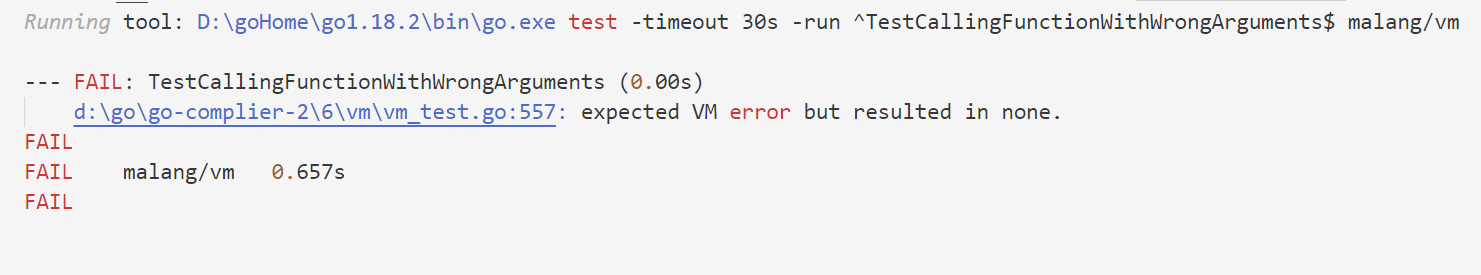 Running tool: D:\goHome\go1.18.2\bin\go.exe test -timeout 30s -run ^TestCallingFunctionWithWrongArguments$ malang/vm
--- FAIL: TestCallingFunctionWithWrongArguments (0.00s)
d:\go\go-complier-2\6\vm\vm_test.go:557: expected VM error but resulted in none.
FAIL
FAIL malang/vm 0.657s
FAIL